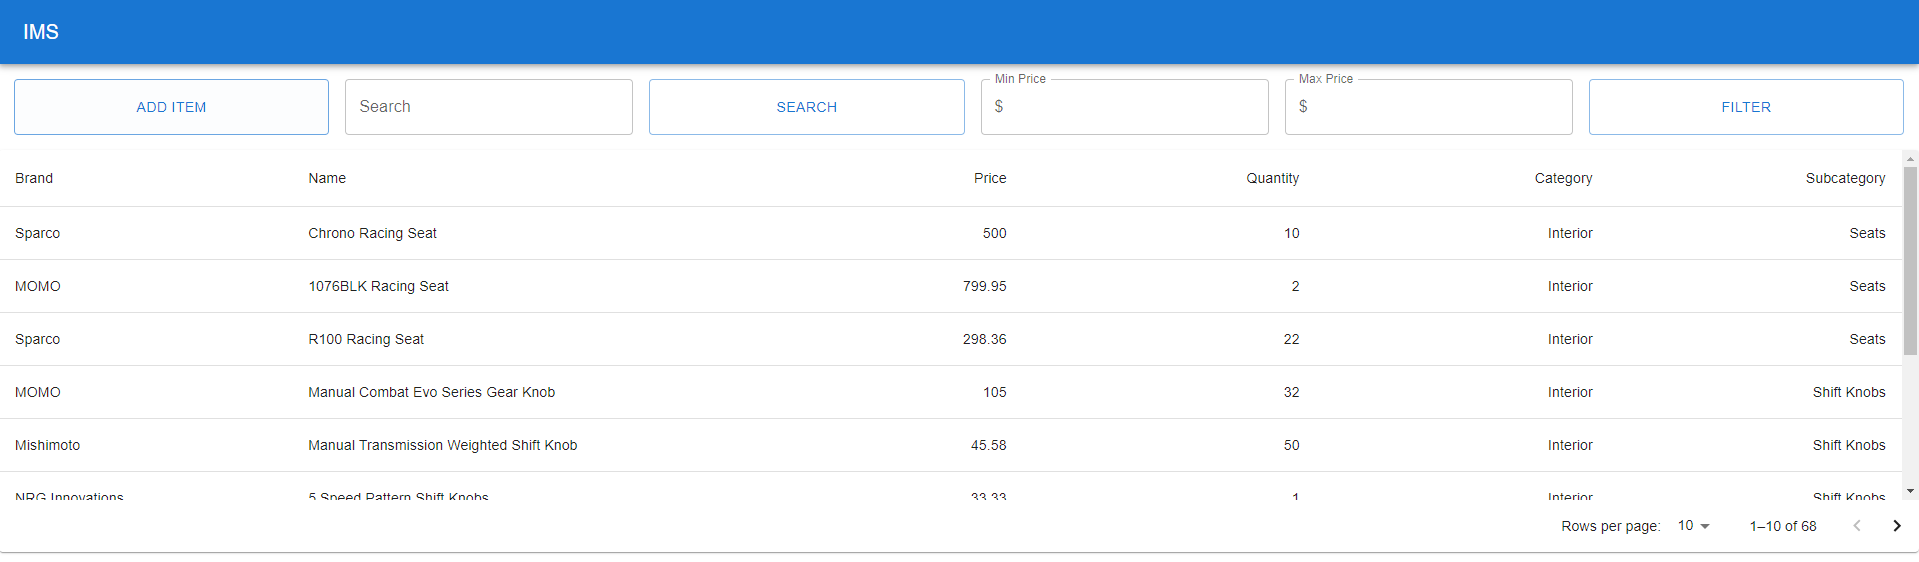 IMS
Min Price Max Price
ADD ITEM Search SEARCH $ $ FILTER
Brand Name Price Quantity Category Subcategory
Sparco Chrono Racing Seat 500 10 Interior Seats
MOMO 1076BLK Racing Seat 799.95 2 Interior Seats
Sparco R100 Racing Seat 298.36 22 Interior Seats
MOMO Manual Combat Evo Series Gear Knob 105 32 Interior Shift Knobs
Mishimoto Manual Transmission Weighted Shift Knob 45.58 50 Interior Shift Knobs
NRG Innovations 5 Speed Pattern Shift Knobs 33.33 1 Interior Shift Knobs
Rows per page: 10 1–10 of 68